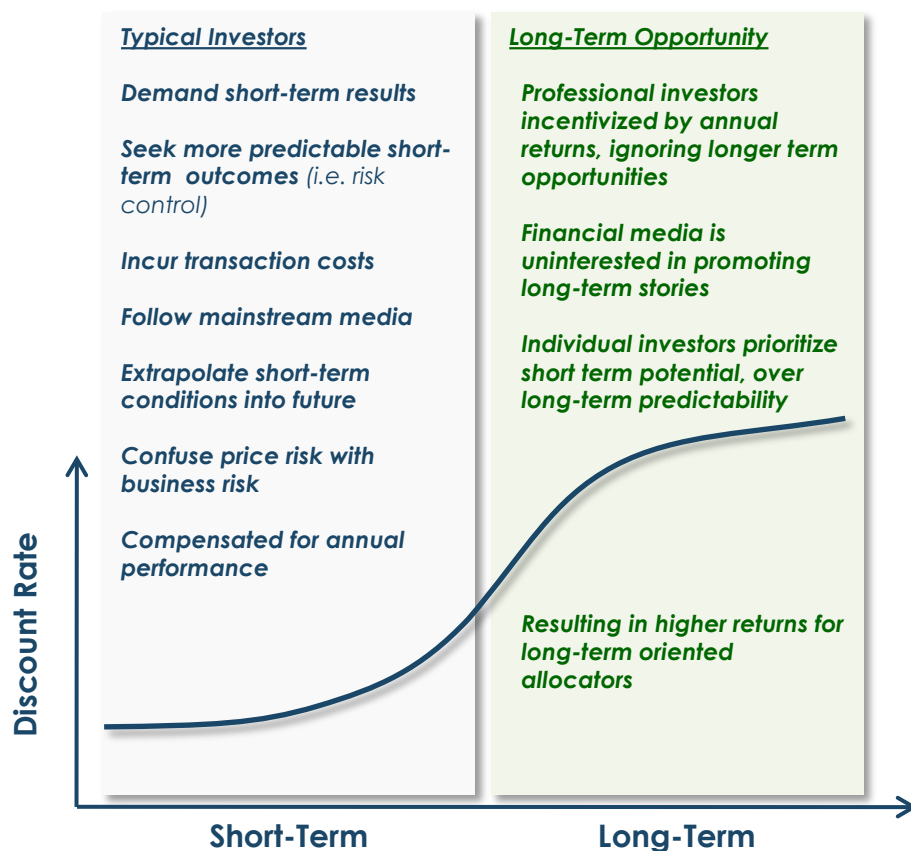 Typical Investors
Demand short-term results
Seek more predictable short-
term outcomes (i.e. risk
control)
Incur transaction costs
Follow mainstream media
Extrapolate short-term
conditions into future
Confuse price risk with
business risk
Compensated for annual
performance
Long-Term Opportunity
Professional investors
incentivized by annual
returns, ignoring longer term
opportunities
Financial media is
uninterested in promoting
long-term stories
Individual investors prioritize
short term potential, over
long-term predictability
Resulting in higher returns for
long-term oriented
allocators
Discount Rate
Short-Term
Long-Term